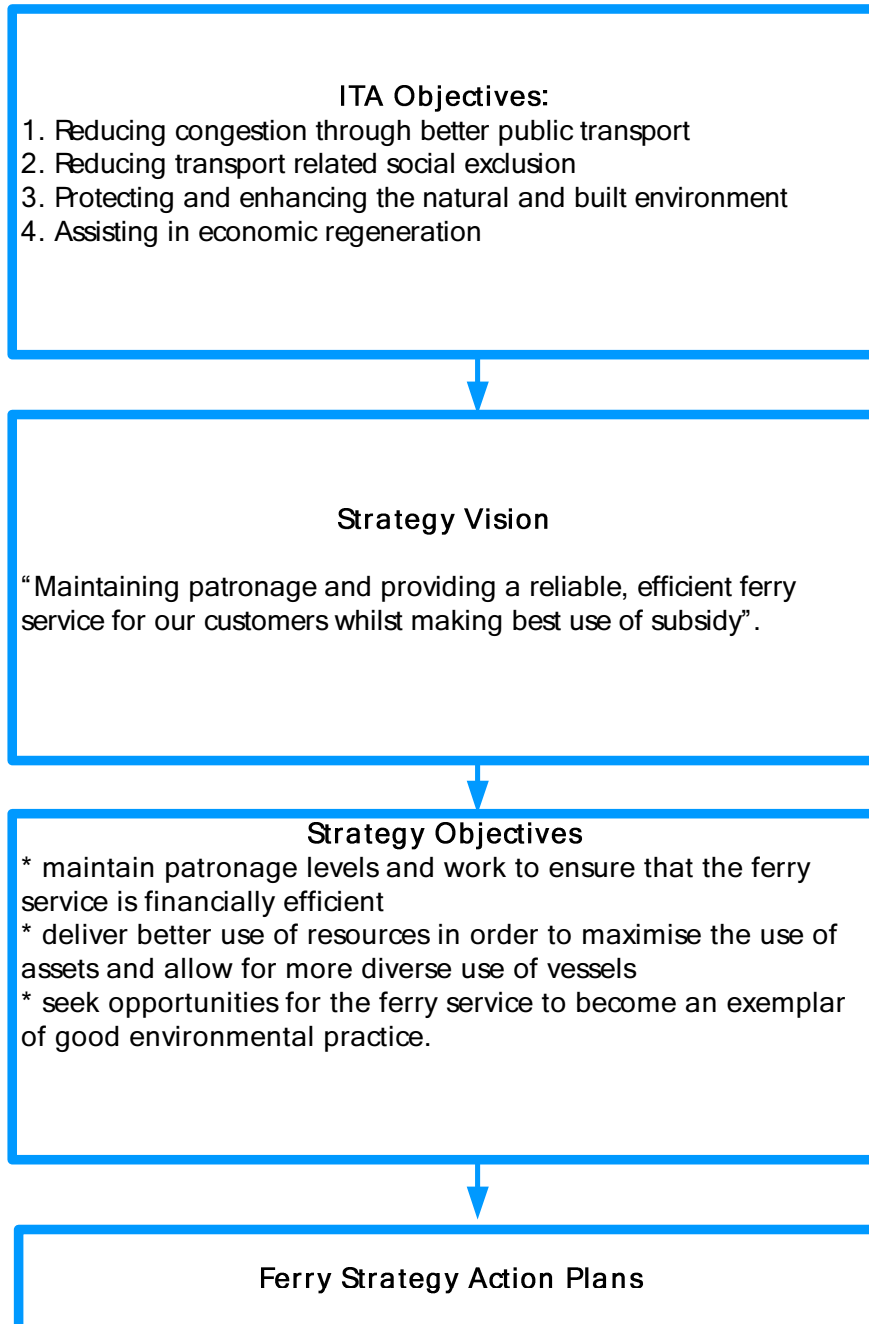 ITA Objectives:
1. Reducing congestion through better public transport
2. Reducing transport related social exclusion
3. Protecting and enhancing the natural and built environment
4. Assisting in economic regeneration
Strategy Vision
“Maintaining patronage and providing a reliable, efficient ferry
service for our customers whilst making best use of subsidy”.
Strategy Objectives
* maintain patronage levels and work to ensure that the ferry
service is financially efficient
* deliver better use of resources in order to maximise the use of
assets and allow for more diverse use of vessels
* seek opportunities for the ferry service to become an exemplar
of good environmental practice.
Ferry Strategy Action Plans